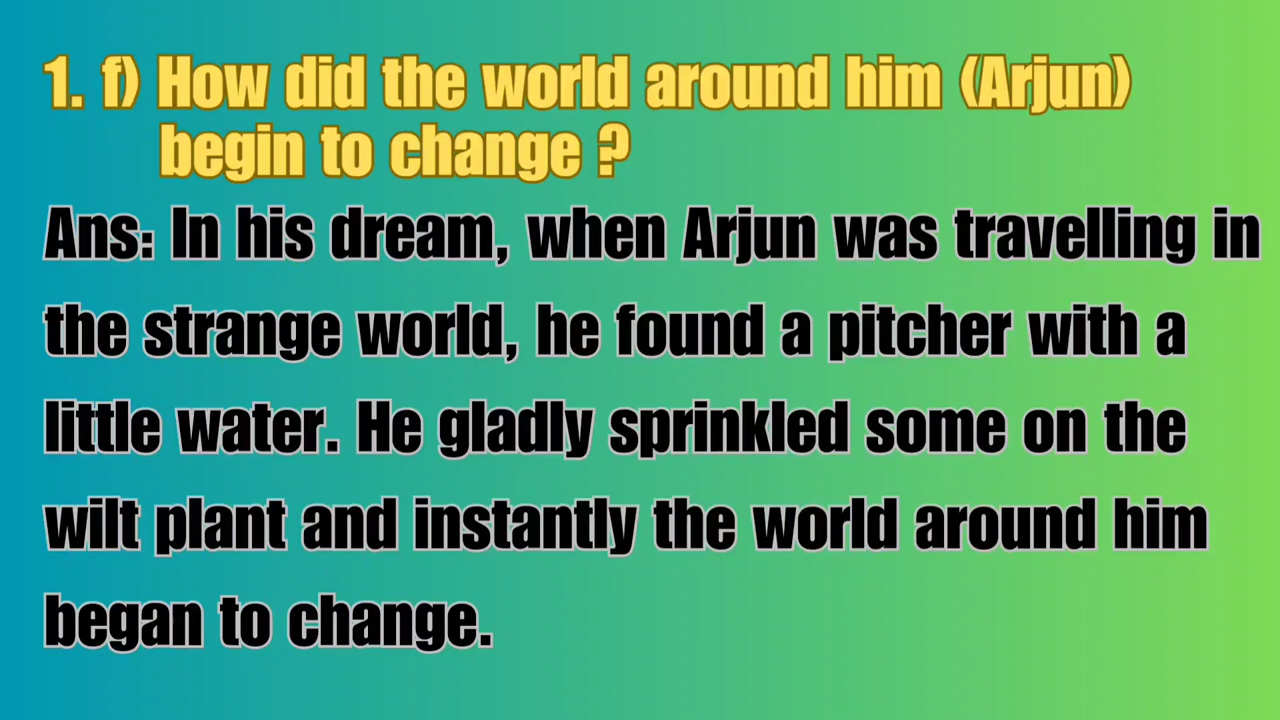 1. f) How did the world around him (Arjun)
begin to change ?
Ans: In his dream, when Arjun was travelling in
the strange world, he found a pitcher with a
little water. He gladly sprinkled some on the
wilt plant and instantly the world around him
began to change.